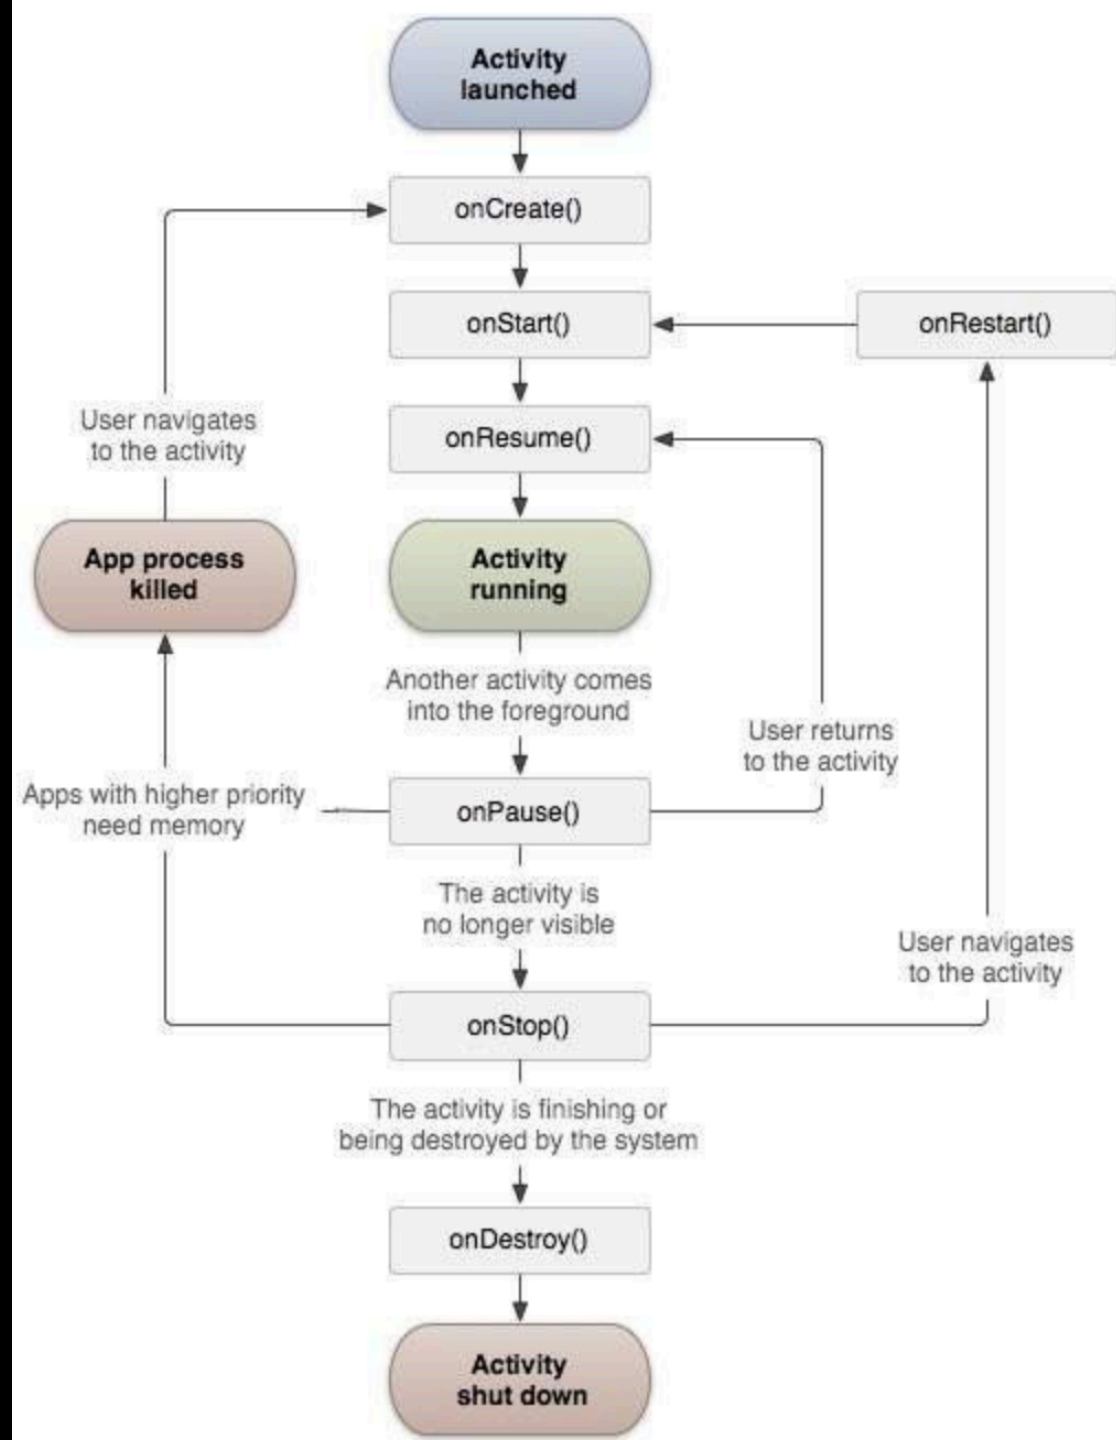 Activity
launched
onCreate()
onStart()
onRestart()
onResume()
User navigates
to the activity
App process
killed
Activity
running
Another activity comes
into the foreground
User returns
to the activity
Apps with higher priority
need memory
onPause()
The activity is
no longer visible
User navigates
to the activity
onStop()
The activity is finishing or
being destroyed by the system
onDestroy()
Activity
shut down